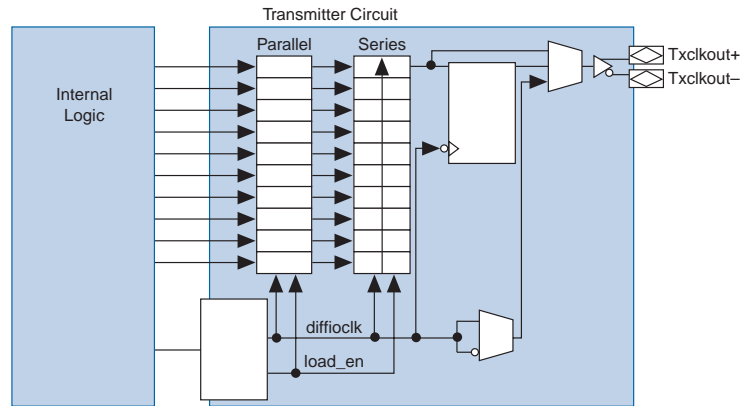 Transmitter Circuit
Parallel
Series
Txclkout+
Txclkout–
Internal
Logic
diffioclk
load_en